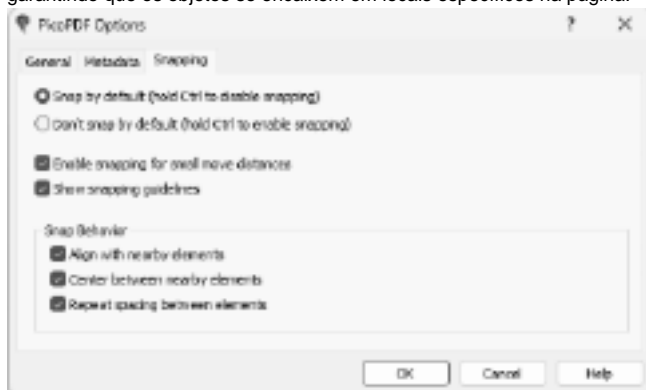 garantindo que os objetos se encaixem em locais específicos na página.
PicoPDF Options ? ×
General Metadata Snapping
Snap by default (hold Ctrl to disable snapping)
Don't snap by default (hold Ctrl to enable snapping)
Enable snapping for small move distances
Show snapping guidelines
Snap Behavior
Align with nearby elements
Center between nearby elements
Repeat spacing between elements
OK Cancel Help